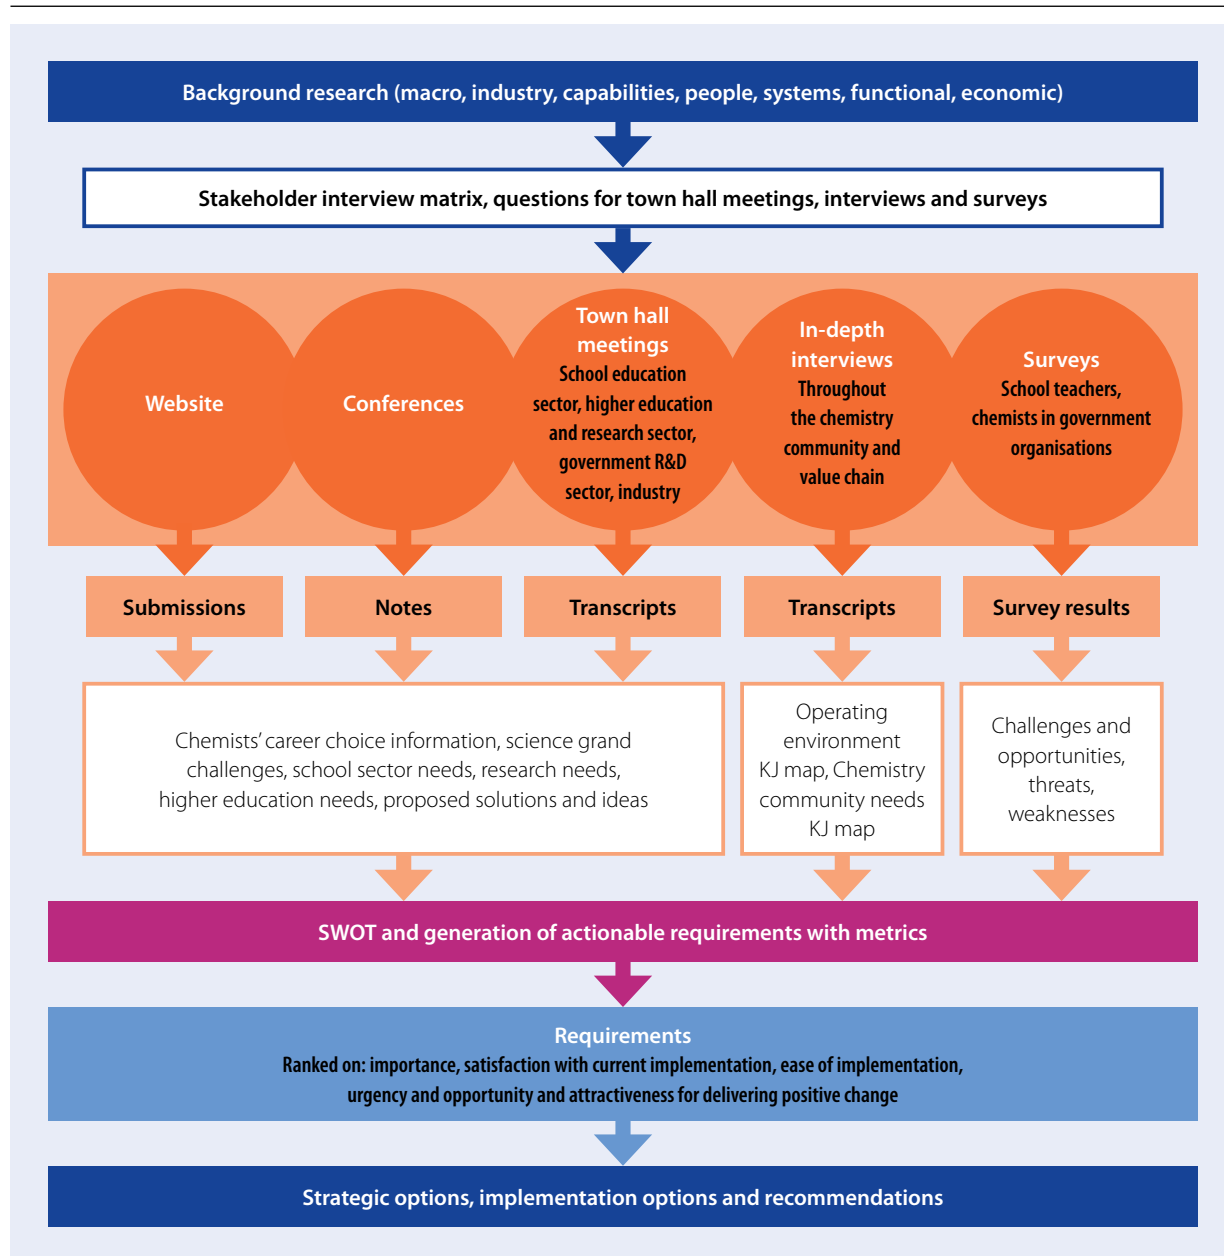 Background research (macro, industry, capabilities, people, systems, functional, economic)
Stakeholder interview matrix, questions for town hall meetings, interviews and surveys
Website
Conferences
Town hall
meetings
School education
sector, higher education
and research sector,
government R&D
sector, industry
In-depth
interviews
Throughout
the chemistry
community and
value chain
Surveys
School teachers,
chemists in government
organisations
Submissions
Notes
Transcripts
Transcripts
Survey results
Chemists’ career choice information, science grand
challenges, school sector needs, research needs,
higher education needs, proposed solutions and ideas
Operating
environment
KJ map, Chemistry
community needs
KJ map
Challenges and
opportunities,
threats,
weaknesses
SWOT and generation of actionable requirements with metrics
Requirements
Ranked on: importance, satisfaction with current implementation, ease of implementation,
urgency and opportunity and attractiveness for delivering positive change
Strategic options, implementation options and recommendations